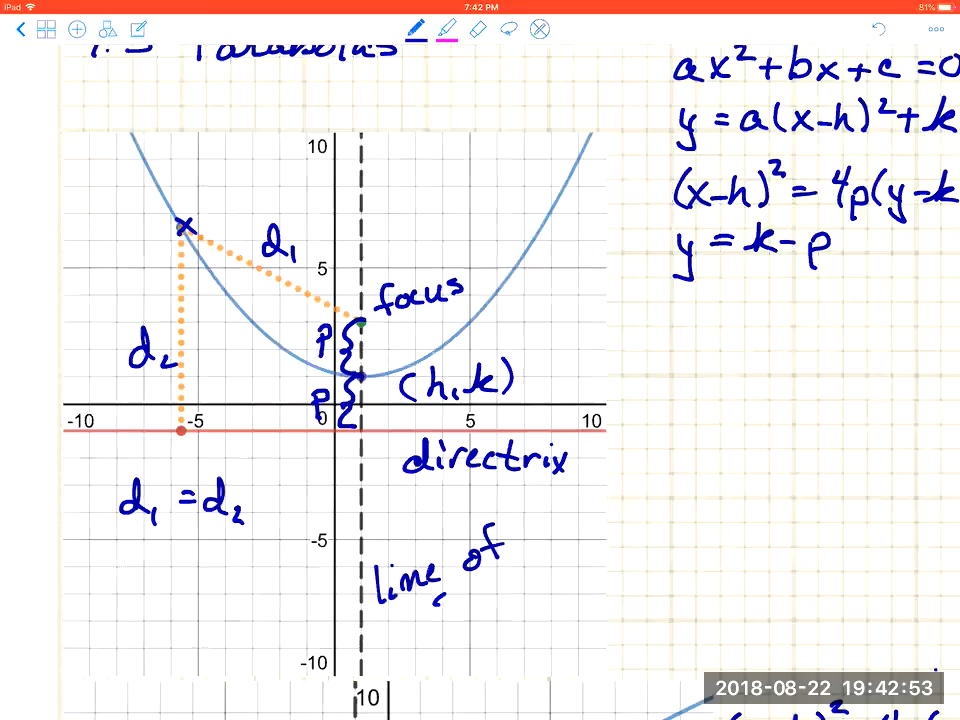 iPad 7:42 PM 81%
Parabolas
ax²+bx+c =0
y = a(x-h)²+k
(x-h)² = 4p(y-k
y = k-p
10
x
d₁
5
focus
p
d₂
(h,k)
p
-10 -5 0 5 10
directrix
d₁ = d₂
-5
line of
-10
10
2018-08-22 19:42:53